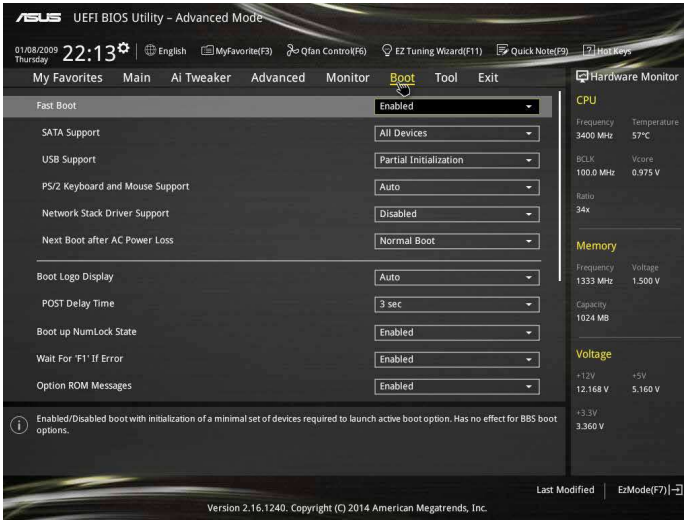 ASUS UEFI BIOS Utility – Advanced Mode
01/08/2009 Thursday 22:13 English MyFavorite(F3) Qfan Control(F6) EZ Tuning Wizard(F11) Quick Note(F9) ? Hot Keys
My Favorites Main Ai Tweaker Advanced Monitor Boot Tool Exit
Fast Boot Enabled
SATA Support All Devices
USB Support Partial Initialization
PS/2 Keyboard and Mouse Support Auto
Network Stack Driver Support Disabled
Next Boot after AC Power Loss Normal Boot
Boot Logo Display Auto
POST Delay Time 3 sec
Boot up NumLock State Enabled
Wait For 'F1' If Error Enabled
Option ROM Messages Enabled
Enabled/Disabled boot with initialization of a minimal set of devices required to launch active boot option. Has no effect for BBS boot
options.
Hardware Monitor
CPU
Frequency Temperature
3400 MHz 57°C
BCLK Vcore
100.0 MHz 0.975 V
Ratio
34x
Memory
Frequency Voltage
1333 MHz 1.500 V
Capacity
1024 MB
Voltage
+12V +5V
12.168 V 5.160 V
+3.3V
3.360 V
Last Modified EzMode(F7)
Version 2.16.1240. Copyright (C) 2014 American Megatrends, Inc.